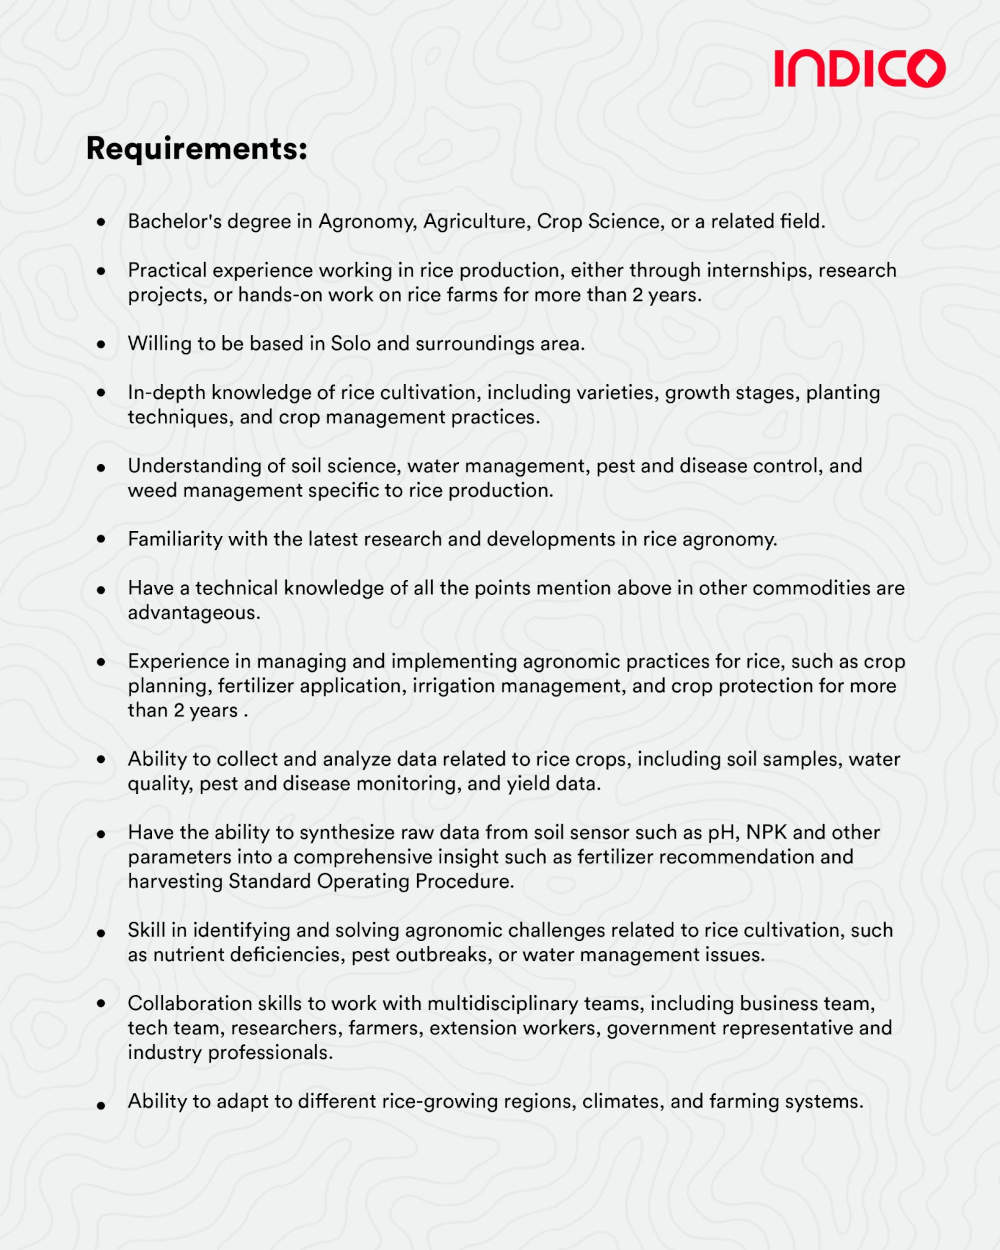 INDICO
Requirements:
• Bachelor's degree in Agronomy, Agriculture, Crop Science, or a related field.
• Practical experience working in rice production, either through internships, research
projects, or hands-on work on rice farms for more than 2 years.
• Willing to be based in Solo and surroundings area.
• In-depth knowledge of rice cultivation, including varieties, growth stages, planting
techniques, and crop management practices.
• Understanding of soil science, water management, pest and disease control, and
weed management specific to rice production.
• Familiarity with the latest research and developments in rice agronomy.
• Have a technical knowledge of all the points mention above in other commodities are
advantageous.
• Experience in managing and implementing agronomic practices for rice, such as crop
planning, fertilizer application, irrigation management, and crop protection for more
than 2 years .
• Ability to collect and analyze data related to rice crops, including soil samples, water
quality, pest and disease monitoring, and yield data.
• Have the ability to synthesize raw data from soil sensor such as pH, NPK and other
parameters into a comprehensive insight such as fertilizer recommendation and
harvesting Standard Operating Procedure.
• Skill in identifying and solving agronomic challenges related to rice cultivation, such
as nutrient deficiencies, pest outbreaks, or water management issues.
• Collaboration skills to work with multidisciplinary teams, including business team,
tech team, researchers, farmers, extension workers, government representative and
industry professionals.
• Ability to adapt to different rice-growing regions, climates, and farming systems.